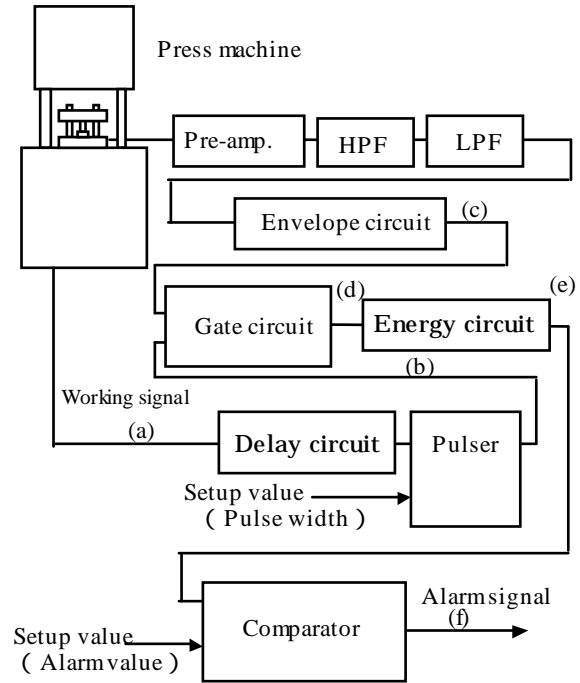 Press machine
Pre-amp.
HPF
LPF
Envelope circuit
(c)
(d)
(e)
Gate circuit
Energy circuit
(b)
Working signal
(a)
Delay circuit
Pulser
Setup value
( Pulse width )
Alarm signal
(f)
Comparator
Setup value
( Alarm value )